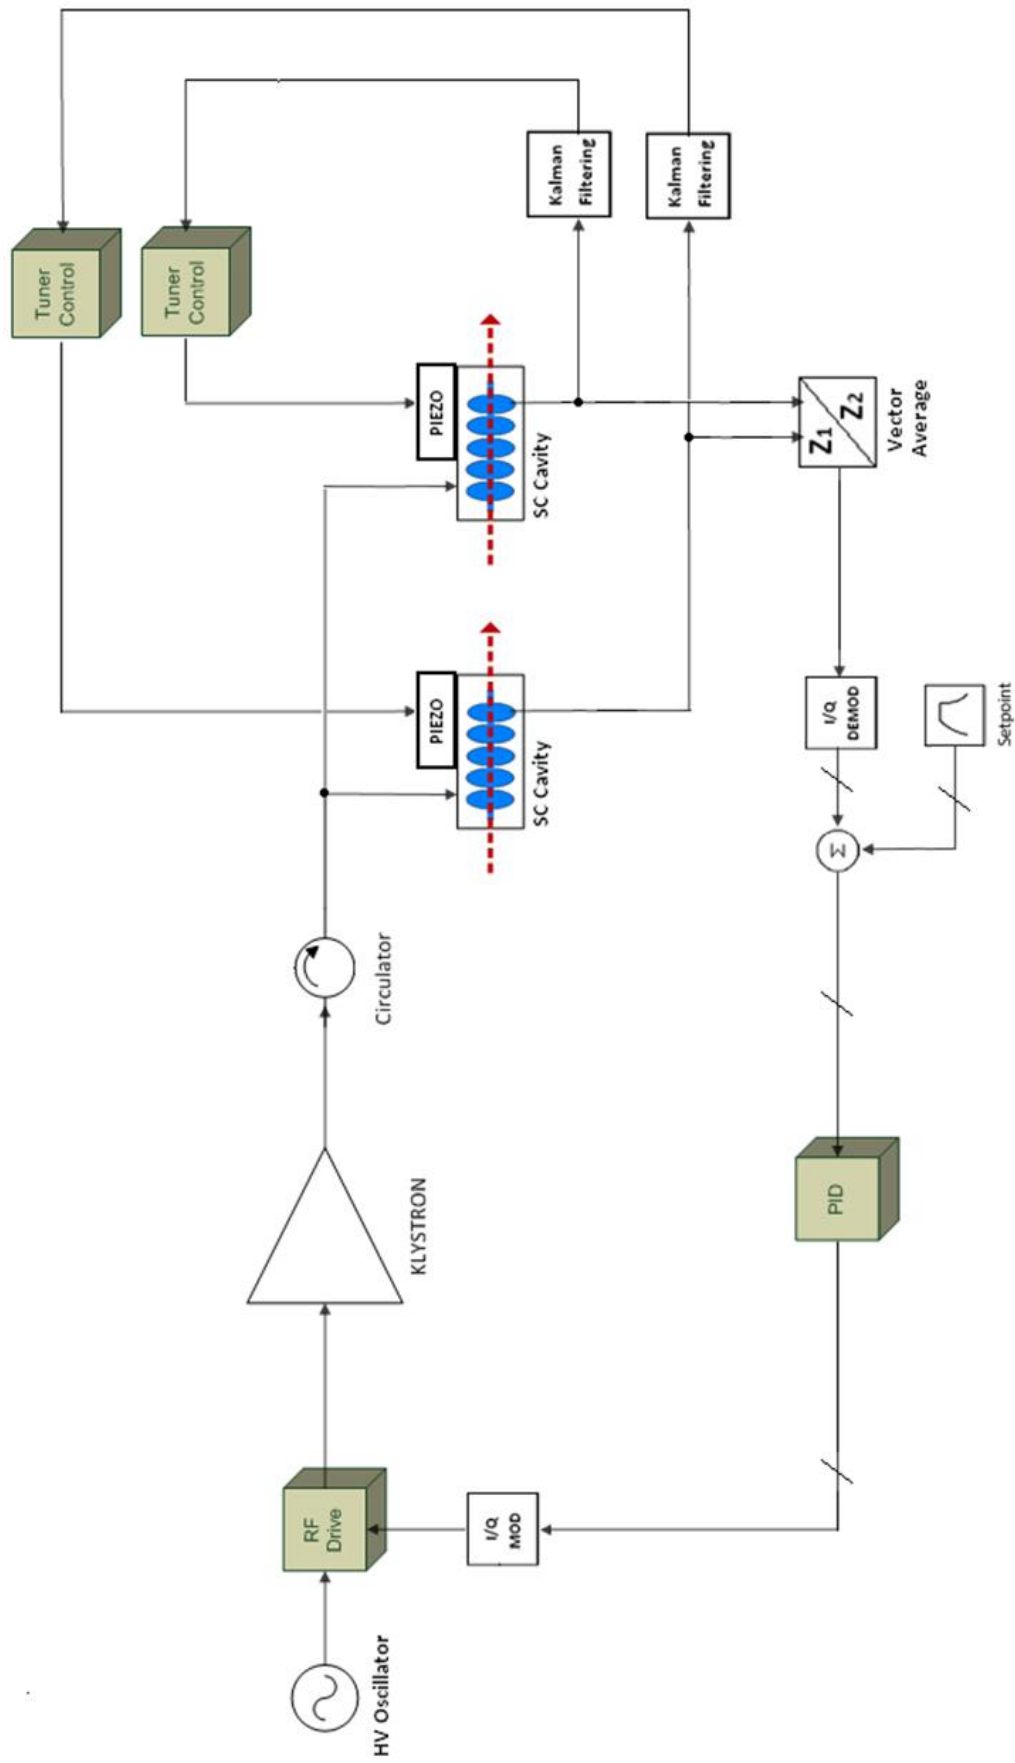 Tuner
Control
Tuner
Control
RF
Drive
HV Oscillator
KLYSTRON
Circulator
PIEZO
PIEZO
I/Q
MOD
SC Cavity
SC Cavity
Kalman
Filtering
Kalman
Filtering
PID
Σ
I/Q
DEMOD
Z1
Z2
Vector
Average
Setpoint